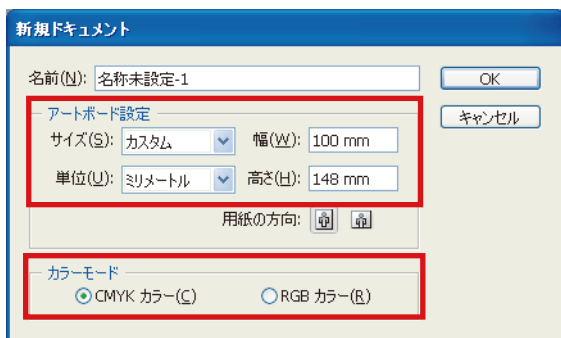 新規ドキュメント
名前(N): 名称未設定-1
OK
アートボード設定
キャンセル
サイズ(S): カスタム 幅(W): 100 mm
単位(U): ミリメートル 高さ(H): 148 mm
用紙の方向:
カラーモード
CMYK カラー(C) RGB カラー(R)